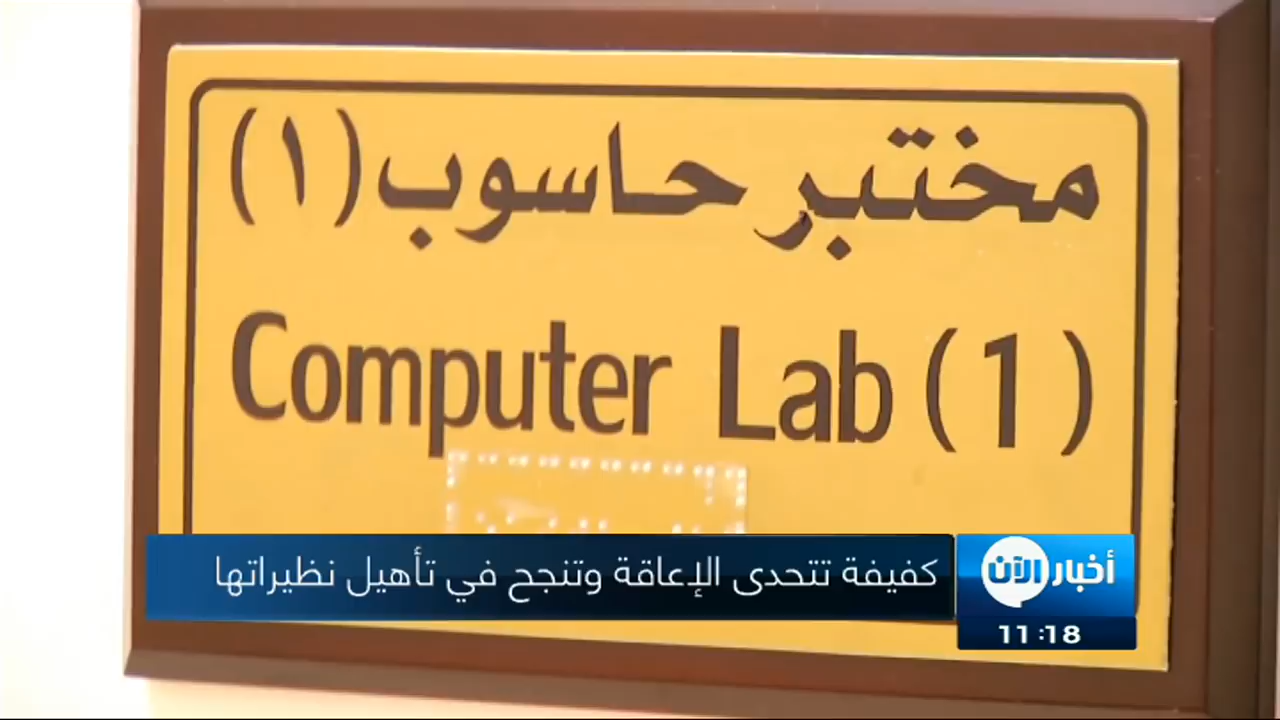 مختبر حاسوب (١)
Computer Lab (1)
كفيفة تتحدى الإعاقة وتنجح في تأهيل نظيراتها
أخبار الآن
11:18